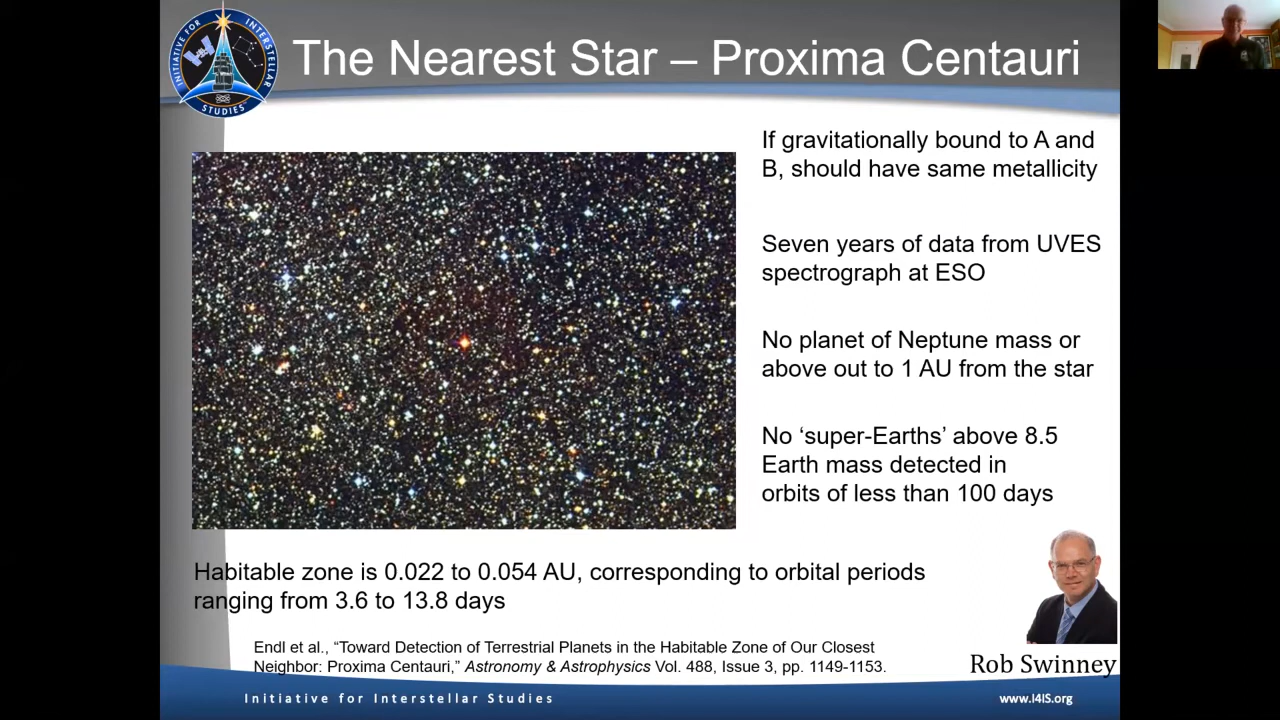 INITIATIVE FOR INTERSTELLAR STUDIES
The Nearest Star – Proxima Centauri
If gravitationally bound to A and
B, should have same metallicity
Seven years of data from UVES
spectrograph at ESO
No planet of Neptune mass or
above out to 1 AU from the star
No ‘super-Earths’ above 8.5
Earth mass detected in
orbits of less than 100 days
Habitable zone is 0.022 to 0.054 AU, corresponding to orbital periods
ranging from 3.6 to 13.8 days
Endl et al., “Toward Detection of Terrestrial Planets in the Habitable Zone of Our Closest
Neighbor: Proxima Centauri,” Astronomy & Astrophysics Vol. 488, Issue 3, pp. 1149-1153.
Rob Swinney
Initiative for Interstellar Studies
www.I4IS.org